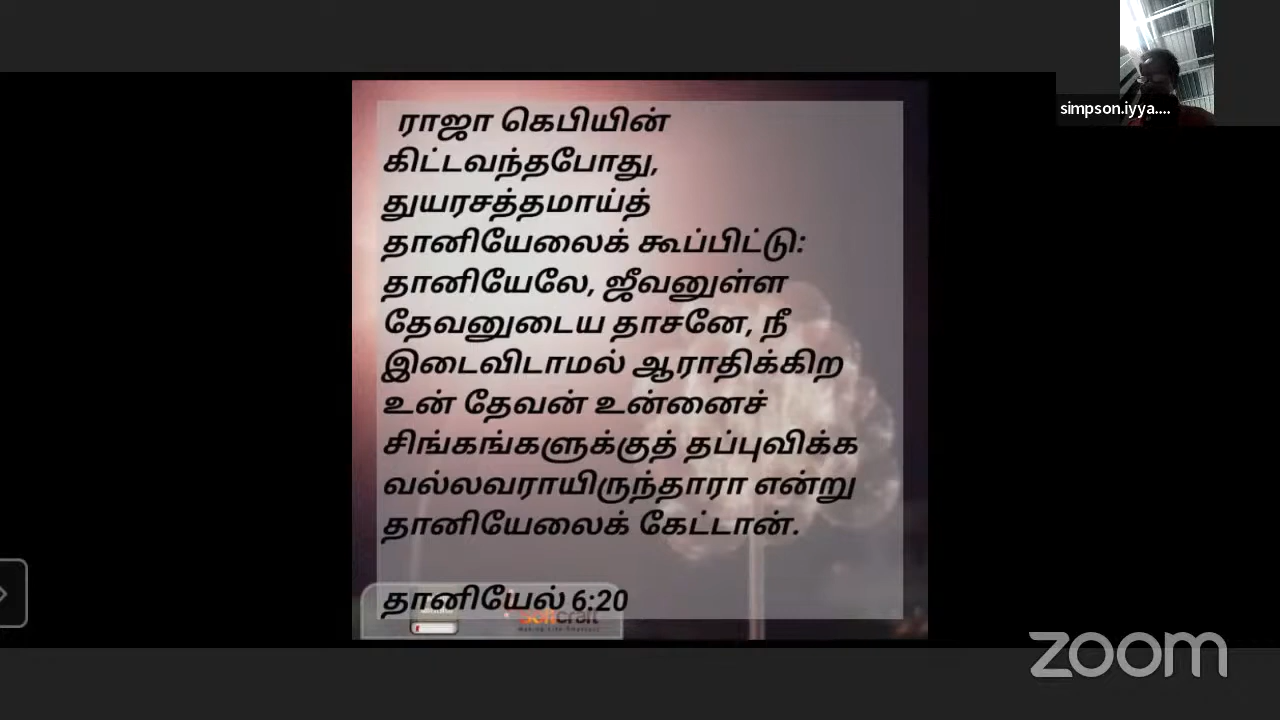 simpson.iyya....
ராஜா கெபியின்
கிட்டவந்தபோது,
துயரசத்தமாய்த்
தானியேலைக் கூப்பிட்டு:
தானியேலே, ஜீவனுள்ள
தேவனுடைய தாசனே, நீ
இடைவிடாமல் ஆராதிக்கிற
உன் தேவன் உன்னைச்
சிங்கங்களுக்குத் தப்புவிக்க
வல்லவராயிருந்தாரா என்று
தானியேலைக் கேட்டான்.
தானியேல் 6:20
zoom